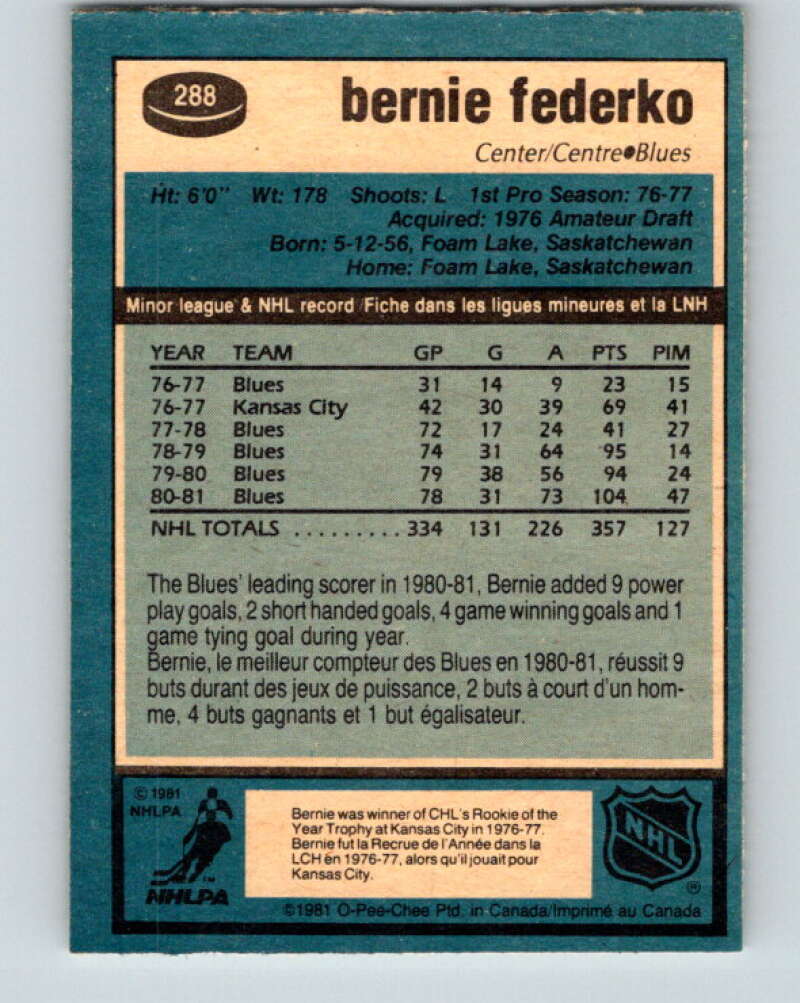 288
bernie federko
Center/Centre•Blues
Ht: 6'0" Wt: 178 Shoots: L 1st Pro Season: 76-77
Acquired: 1976 Amateur Draft
Born: 5-12-56, Foam Lake, Saskatchewan
Home: Foam Lake, Saskatchewan
Minor league & NHL record/Fiche dans les ligues mineures et la LNH
YEAR TEAM GP G A PTS PIM
76-77 Blues 31 14 9 23 15
76-77 Kansas City 42 30 39 69 41
77-78 Blues 72 17 24 41 27
78-79 Blues 74 31 64 95 14
79-80 Blues 79 38 56 94 24
80-81 Blues 78 31 73 104 47
NHL TOTALS ......... 334 131 226 357 127
The Blues' leading scorer in 1980-81, Bernie added 9 power
play goals, 2 short handed goals, 4 game winning goals and 1
game tying goal during year.
Bernie, le meilleur compteur des Blues en 1980-81, réussit 9
buts durant des jeux de puissance, 2 buts à court d'un hom-
me, 4 buts gagnants et 1 but égalisateur.
© 1981
NHLPA
NHLPA
TM
Bernie was winner of CHL's Rookie of the
Year Trophy at Kansas City in 1976-77.
Bernie fut la Recrue de l'Année dans la
LCH en 1976-77, alors qu'il jouait pour
Kansas City.
NHL
®
©1981 O-Pee-Chee Ptd. in Canada/Imprimé au Canada